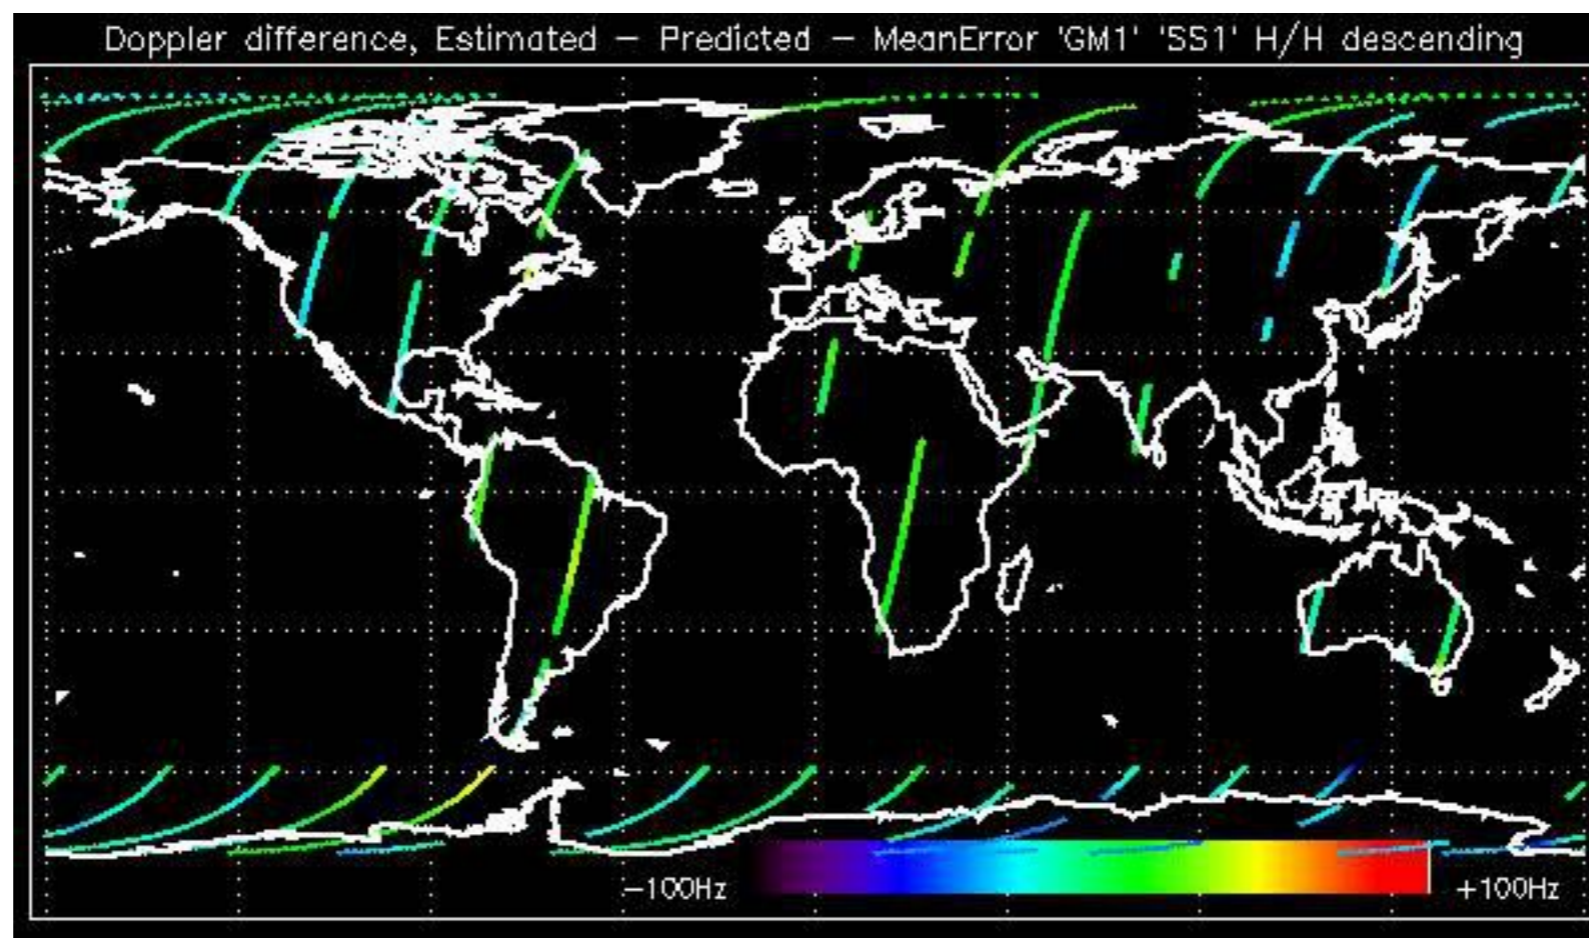 Doppler difference, Estimated – Predicted – MeanError 'GM1' 'SS1' H/H descending
–100Hz
+100Hz